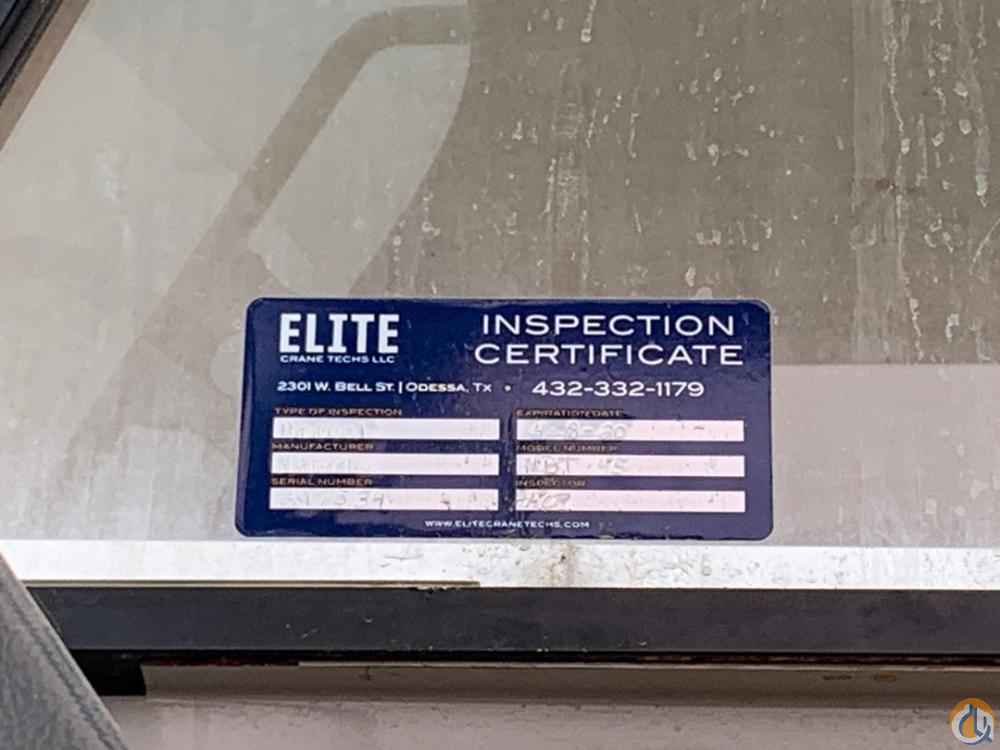 ELITE
CRANE TECHS LLC
INSPECTION
CERTIFICATE
2301 W. BELL ST. | ODESSA, TX • 432-332-1179
TYPE OF INSPECTION
EXPIRATION DATE
MANUFACTURER
MODEL NUMBER
NBT 45
SERIAL NUMBER
INSPECTOR
WWW.ELITECRANETECHS.COM